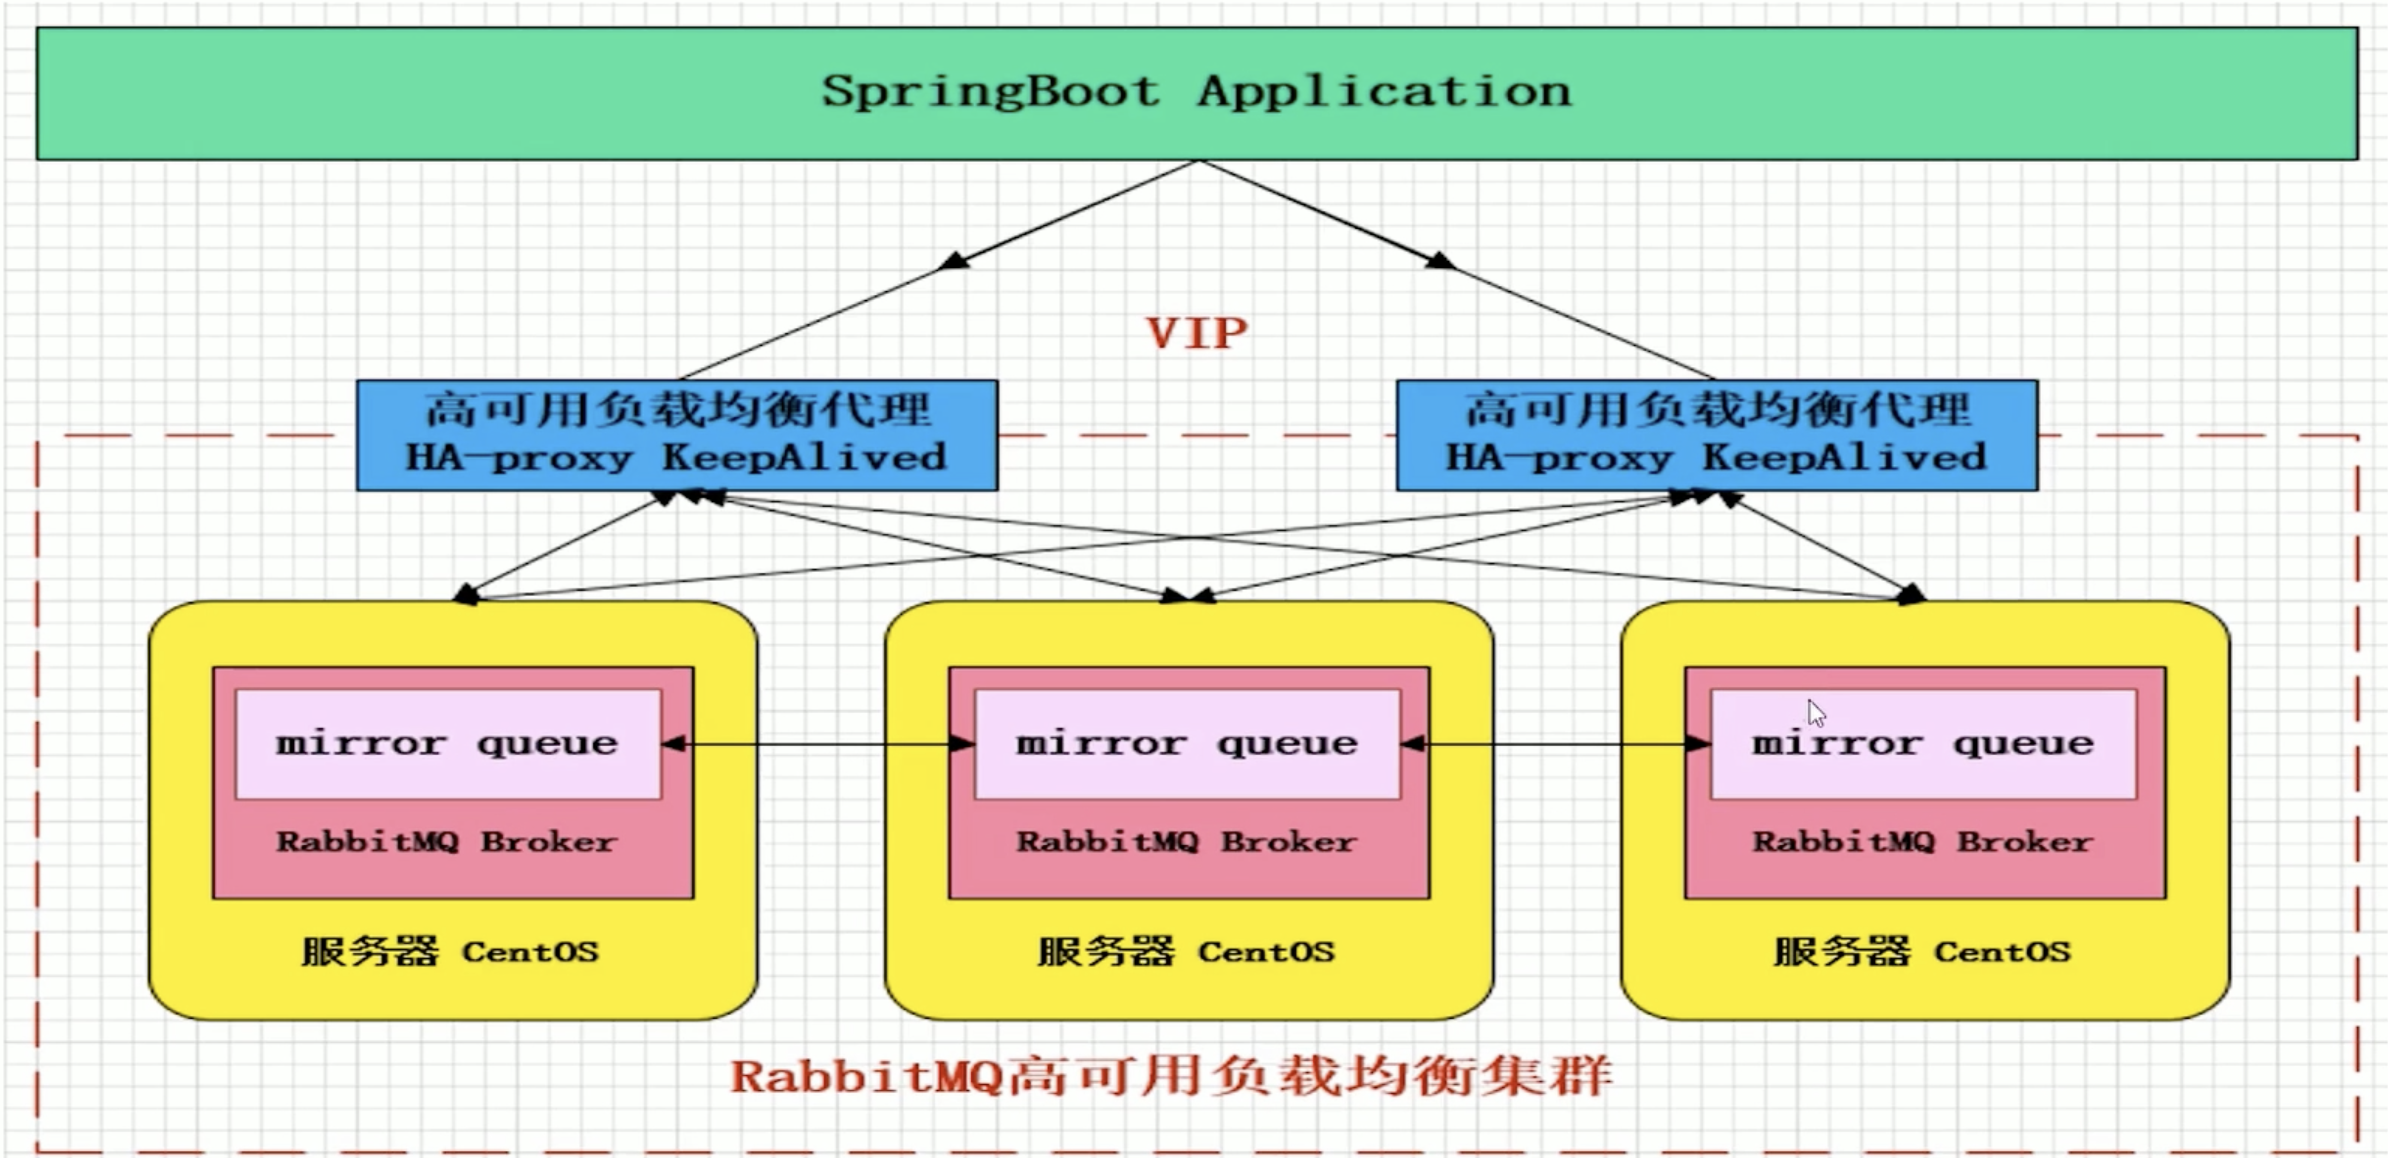 SpringBoot Application
VIP
高可用负载均衡代理
HA-proxy KeepAlived
高可用负载均衡代理
HA-proxy KeepAlived
mirror queue
RabbitMQ Broker
服务器 CentOS
mirror queue
RabbitMQ Broker
服务器 CentOS
mirror queue
RabbitMQ Broker
服务器 CentOS
RabbitMQ高可用负载均衡集群